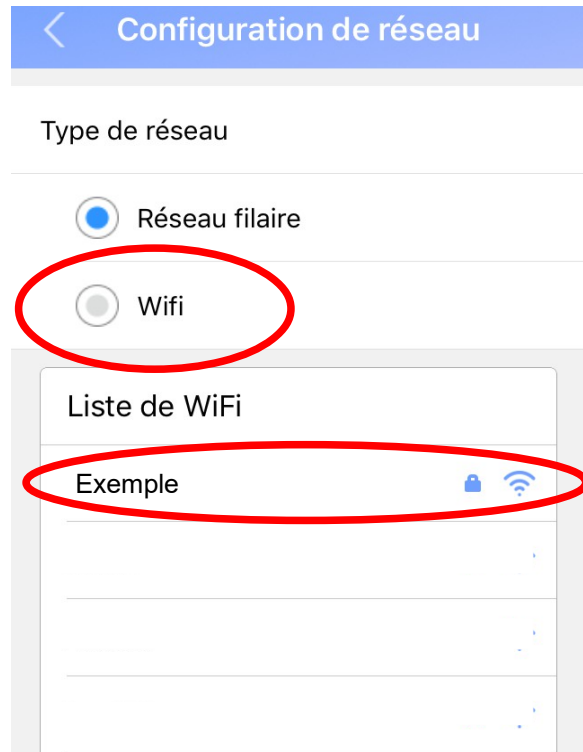 Configuration de réseau
Type de réseau
Réseau filaire
Wifi
Liste de WiFi
Exemple